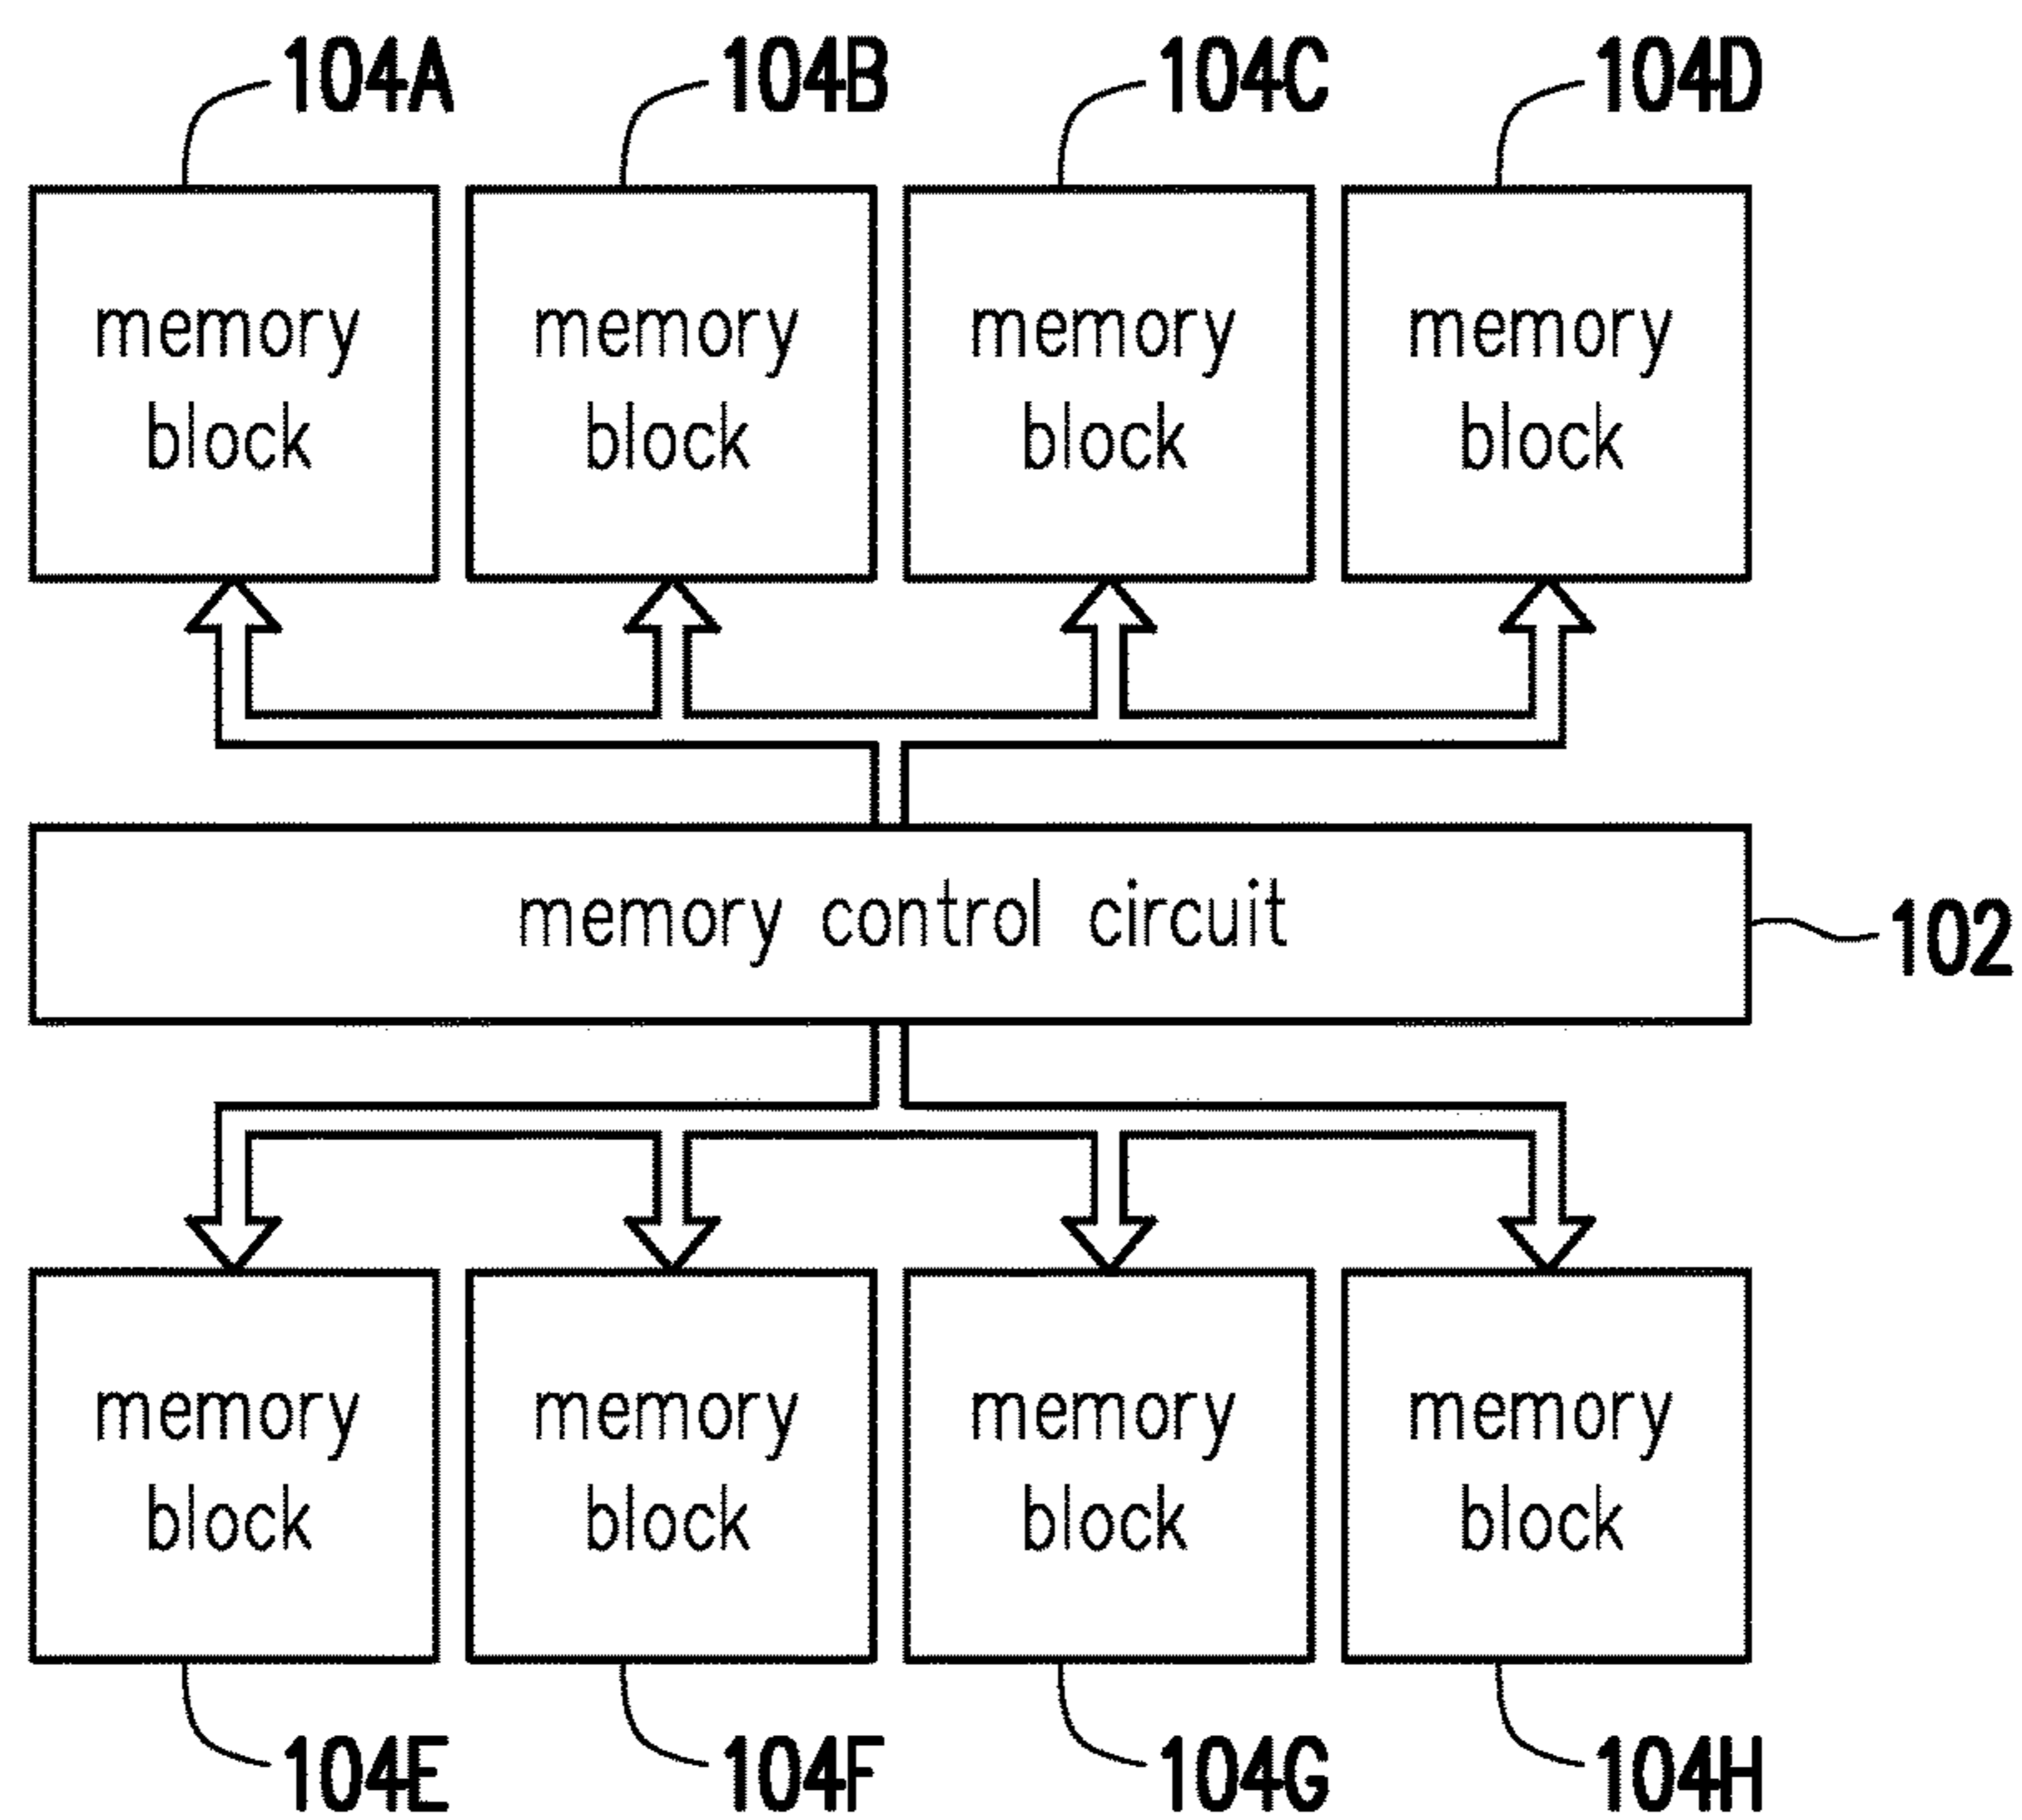 104A 104B 104C 104D
memory memory memory memory
block block block block
memory control circuit 102
memory memory memory memory
block block block block
104E 104F 104G 104H